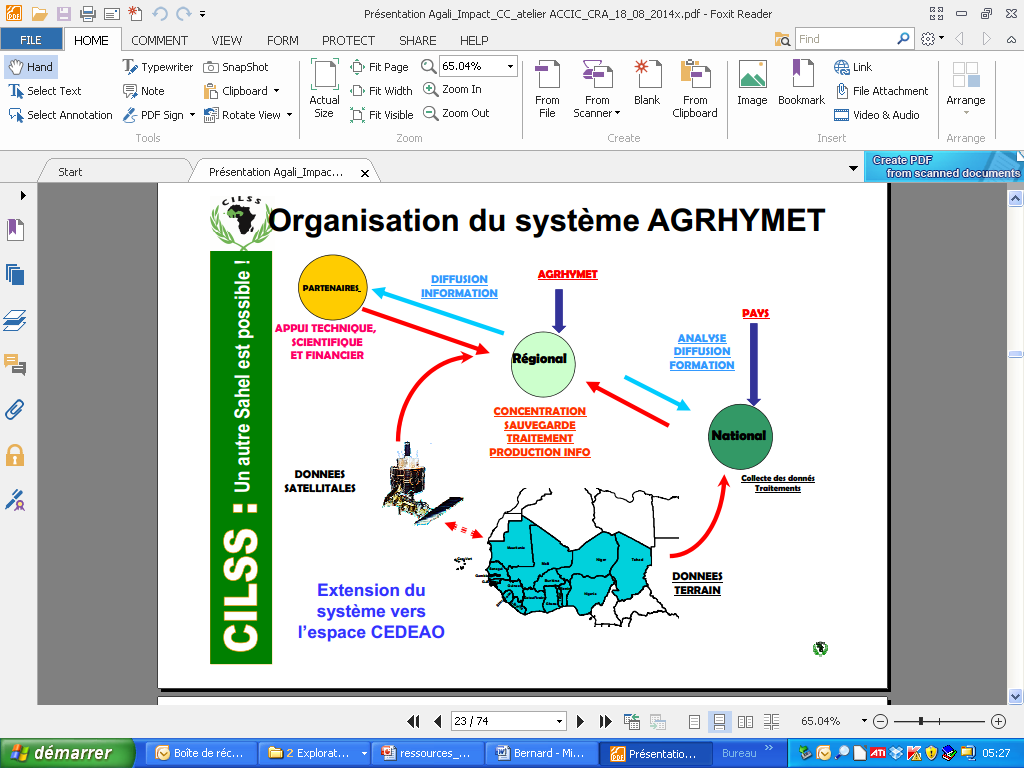 Présentation Agali_Impact_CC_atelier ACCIC_CRA_18_08_2014x.pdf - Foxit Reader
FILE HOME COMMENT VIEW FORM PROTECT SHARE HELP
Find
Hand
Select Text
Select Annotation
Typewriter
Note
PDF Sign
SnapShot
Clipboard
Rotate View
Tools
Actual Size
Fit Page
Fit Width
Fit Visible
65.04%
Zoom In
Zoom Out
Zoom
From File
From Scanner
Blank
From Clipboard
Create
Image
Bookmark
Link
File Attachment
Video & Audio
Insert
Arrange
Arrange
Start
Présentation Agali_Impac...
Create PDF
from scanned documents
CILSS
Organisation du système AGRHYMET
CILSS : Un autre Sahel est possible !
PARTENAIRES
DIFFUSION
INFORMATION
AGRHYMET
PAYS
APPUI TECHNIQUE,
SCIENTIFIQUE
ET FINANCIER
Régional
ANALYSE
DIFFUSION
FORMATION
CONCENTRATION
SAUVEGARDE
TRAITEMENT
PRODUCTION INFO
National
Collecte des donnés
Traitements
DONNEES
SATELLITALES
DONNEES
TERRAIN
Mauritanie
Mali
Niger
Tchad
Extension du
système vers
l'espace CEDEAO
23 / 74
65.04%
démarrer
Boîte de réc...
2 Explorat...
ressources_...
Bernard - Mi...
Présentatio...
Bureau
05:27